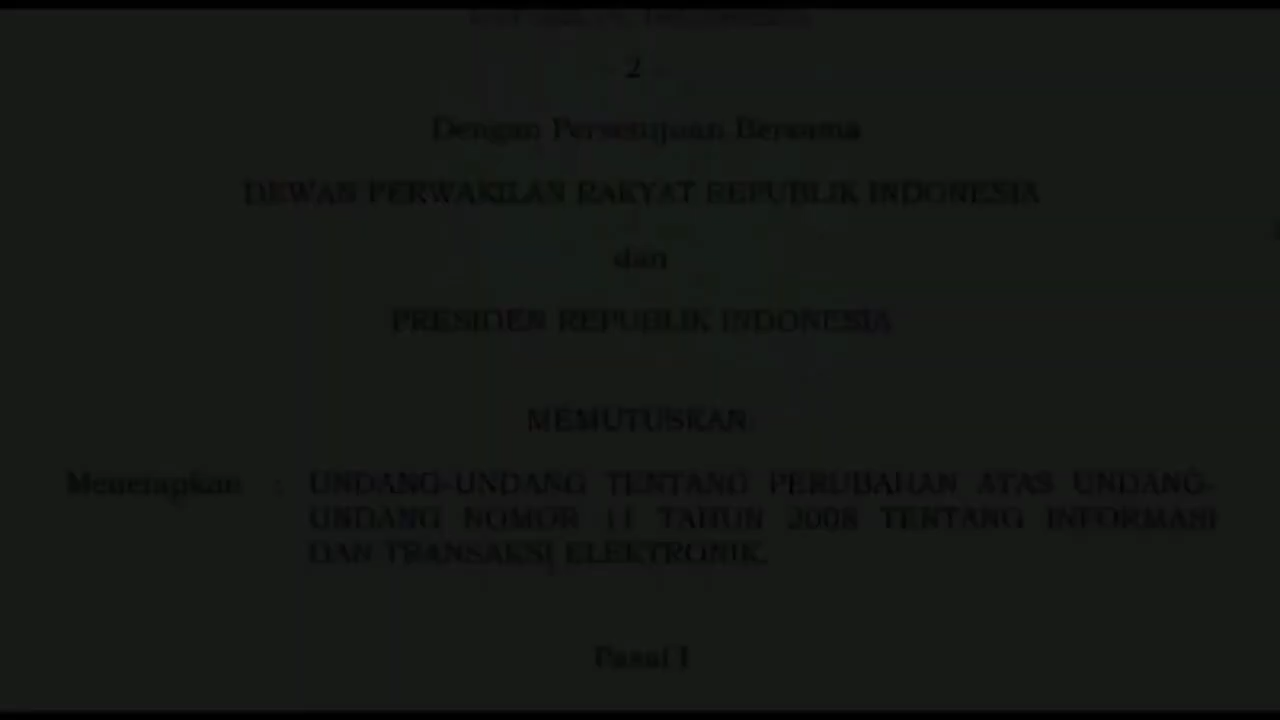 2
Dengan Persetujuan Bersama
DEWAN PERWAKILAN RAKYAT REPUBLIK INDONESIA
dan
PRESIDEN REPUBLIK INDONESIA
MEMUTUSKAN
Menetapkan : UNDANG-UNDANG TENTANG PERUBAHAN ATAS UNDANG-
UNDANG NOMOR 11 TAHUN 2008 TENTANG INFORMASI
DAN TRANSAKSI ELEKTRONIK.
Pasal I